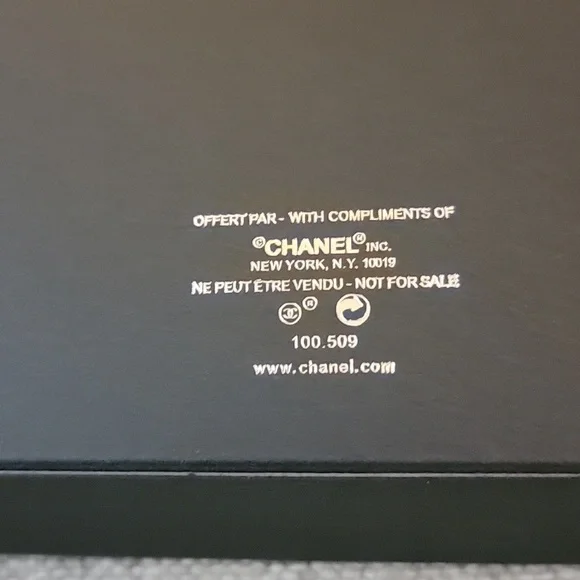 OFFERT PAR - WITH COMPLIMENTS OF
©CHANEL® INC.
NEW YORK, N.Y. 10019
NE PEUT ÊTRE VENDU - NOT FOR SALE
®
100.509
www.chanel.com